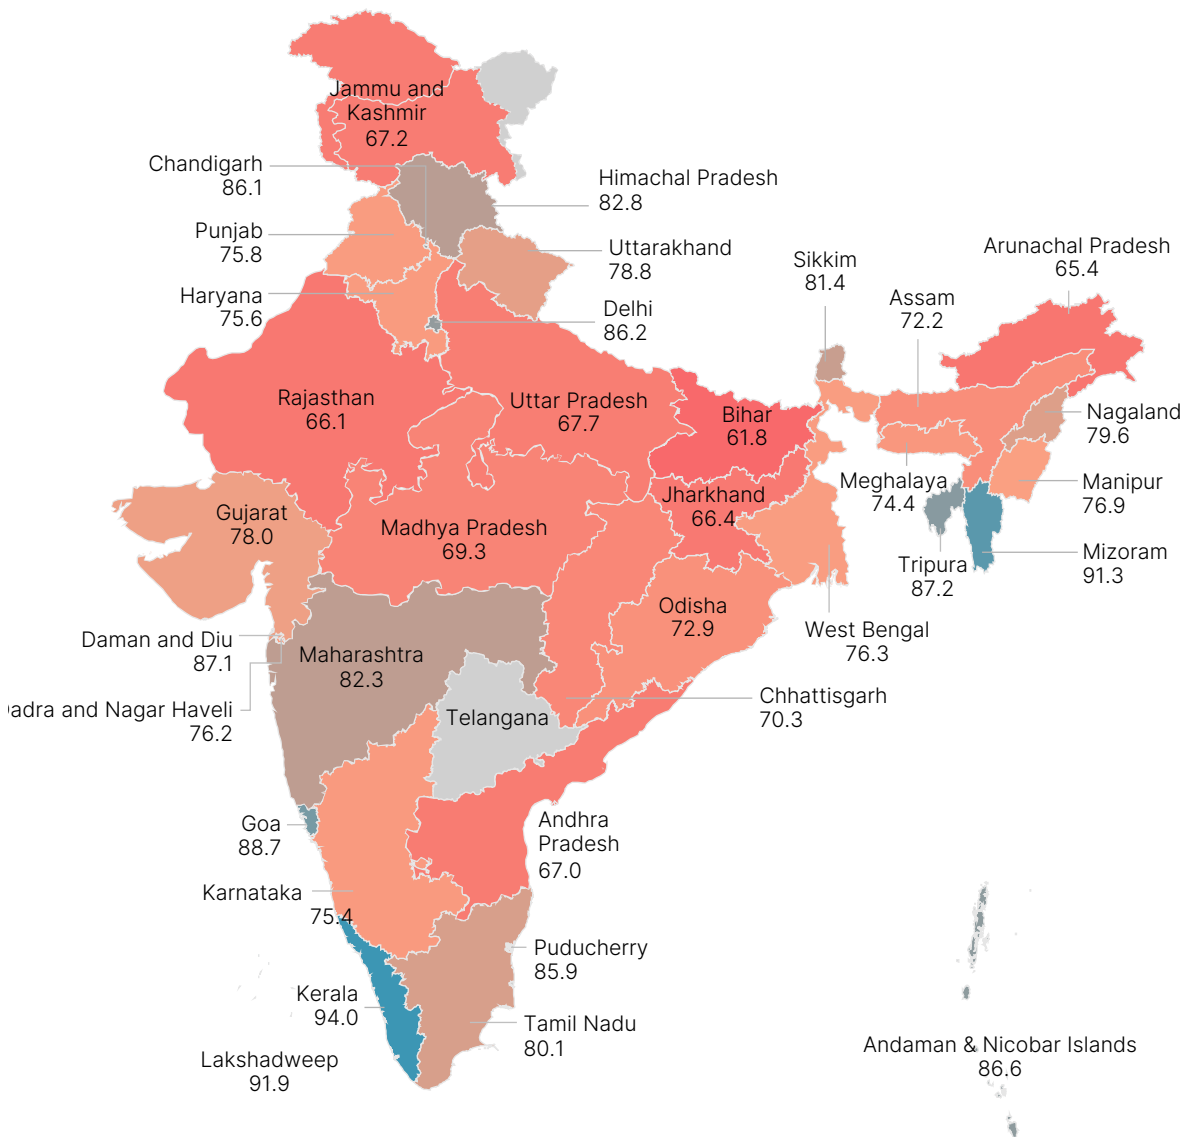 Jammu and
Kashmir
67.2
Chandigarh
86.1
Himachal Pradesh
82.8
Punjab
75.8
Uttarakhand
78.8
Arunachal Pradesh
65.4
Sikkim
81.4
Haryana
75.6
Delhi
86.2
Assam
72.2
Rajasthan
66.1
Uttar Pradesh
67.7
Bihar
61.8
Nagaland
79.6
Meghalaya
74.4
Manipur
76.9
Jharkhand
66.4
Gujarat
78.0
Madhya Pradesh
69.3
Mizoram
91.3
Tripura
87.2
Odisha
72.9
West Bengal
76.3
Daman and Diu
87.1
Maharashtra
82.3
Chhattisgarh
70.3
adra and Nagar Haveli
76.2
Telangana
Goa
88.7
Andhra
Pradesh
67.0
Karnataka
75.4
Puducherry
85.9
Kerala
94.0
Tamil Nadu
80.1
Lakshadweep
91.9
Andaman & Nicobar Islands
86.6